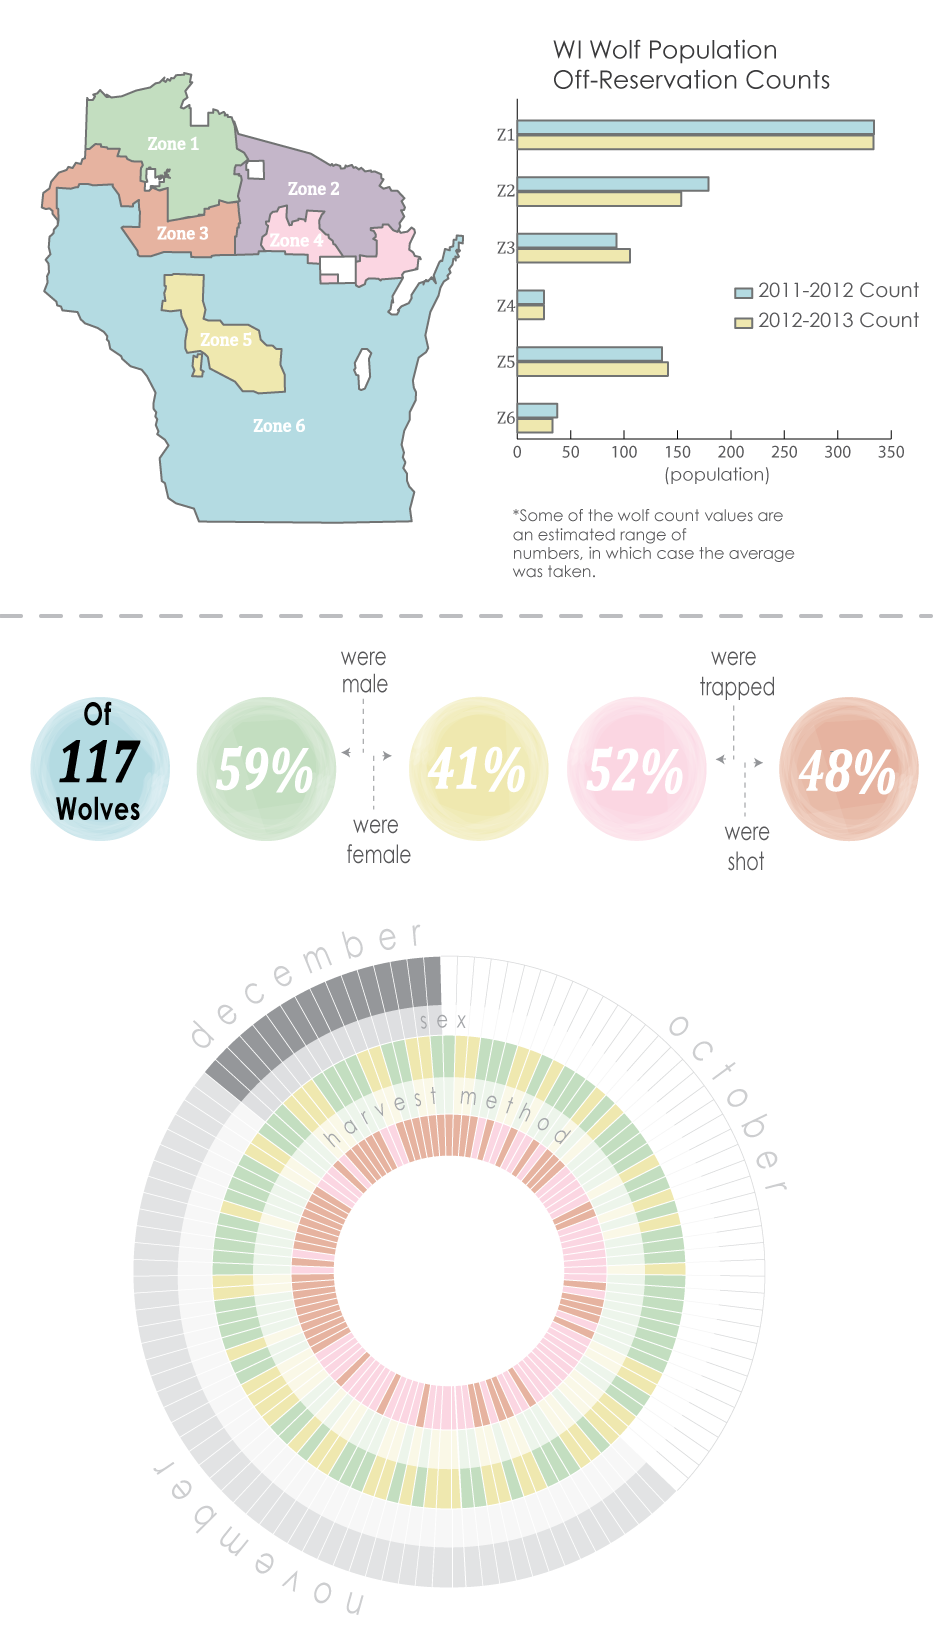 WI Wolf Population
Off-Reservation Counts
Zone 1
Zone 2
Zone 3
Zone 4
Zone 5
Zone 6
Z1
Z2
Z3
Z4
Z5
Z6
2011-2012 Count
2012-2013 Count
0 50 100 150 200 250 300 350
(population)
*Some of the wolf count values are
an estimated range of
numbers, in which case the average
was taken.
Of
117
Wolves
59%
were
male
were
female
41%
52%
were
trapped
were
shot
48%
december
october
november
sex
harvest method